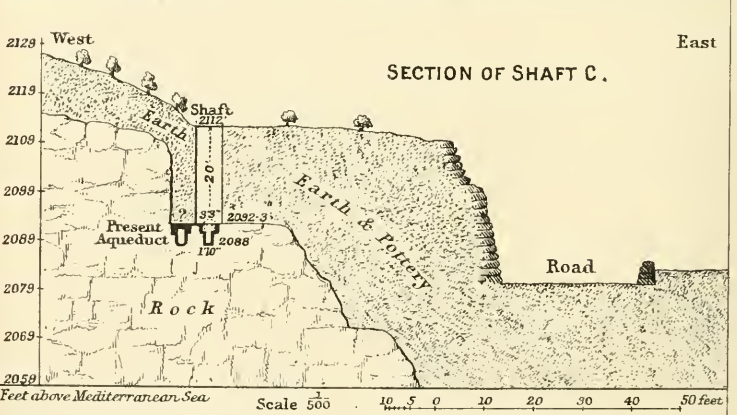 West
East
SECTION OF SHAFT C.
2129
2119
2109
2099
2089
2079
2069
2059
Shaft
2112
Earth
20'
Earth & Pottery
?
3'3"
2092·3"
Present
Aqueduct
2088
1'10"
Road
Rock
Feet above Mediterranean Sea
Scale 1/500
10 5 0 10 20 30 40 50 feet